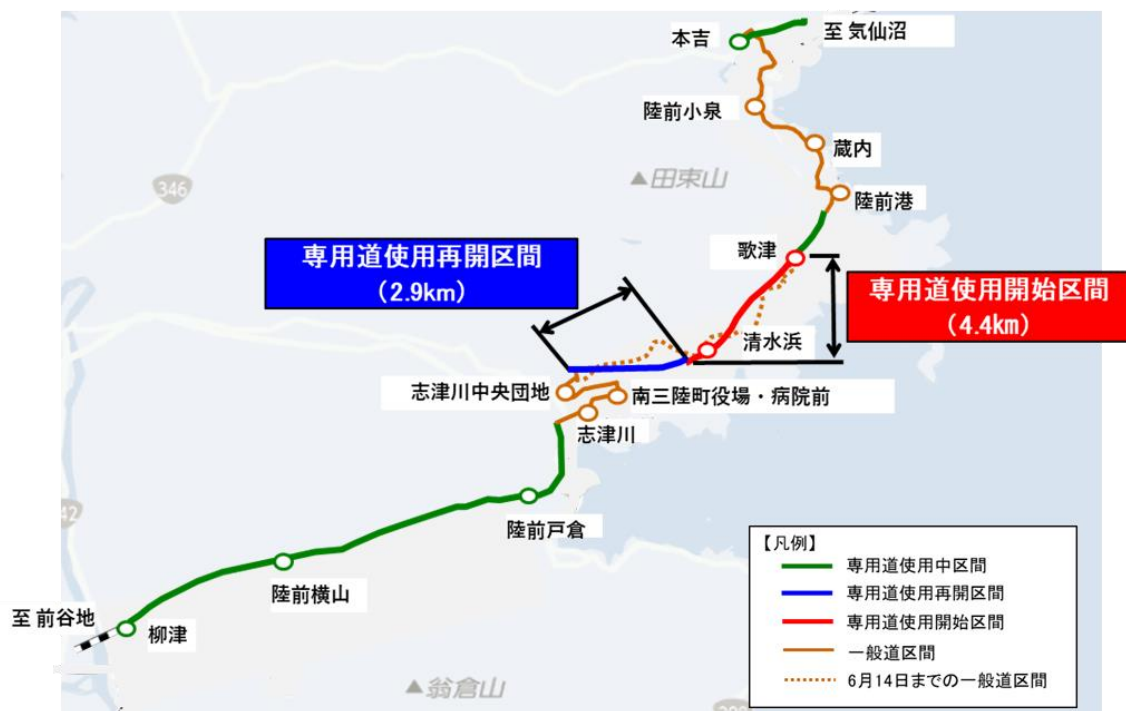 本吉
至 気仙沼
陸前小泉
蔵内
346
▲田束山
陸前港
歌津
専用道使用再開区間
(2.9km)
専用道使用開始区間
(4.4km)
清水浜
志津川中央団地
南三陸町役場・病院前
志津川
陸前戸倉
42
陸前横山
至 前谷地
柳津
▲翁倉山
【凡例】
専用道使用中区間
専用道使用再開区間
専用道使用開始区間
一般道区間
6月14日までの一般道区間